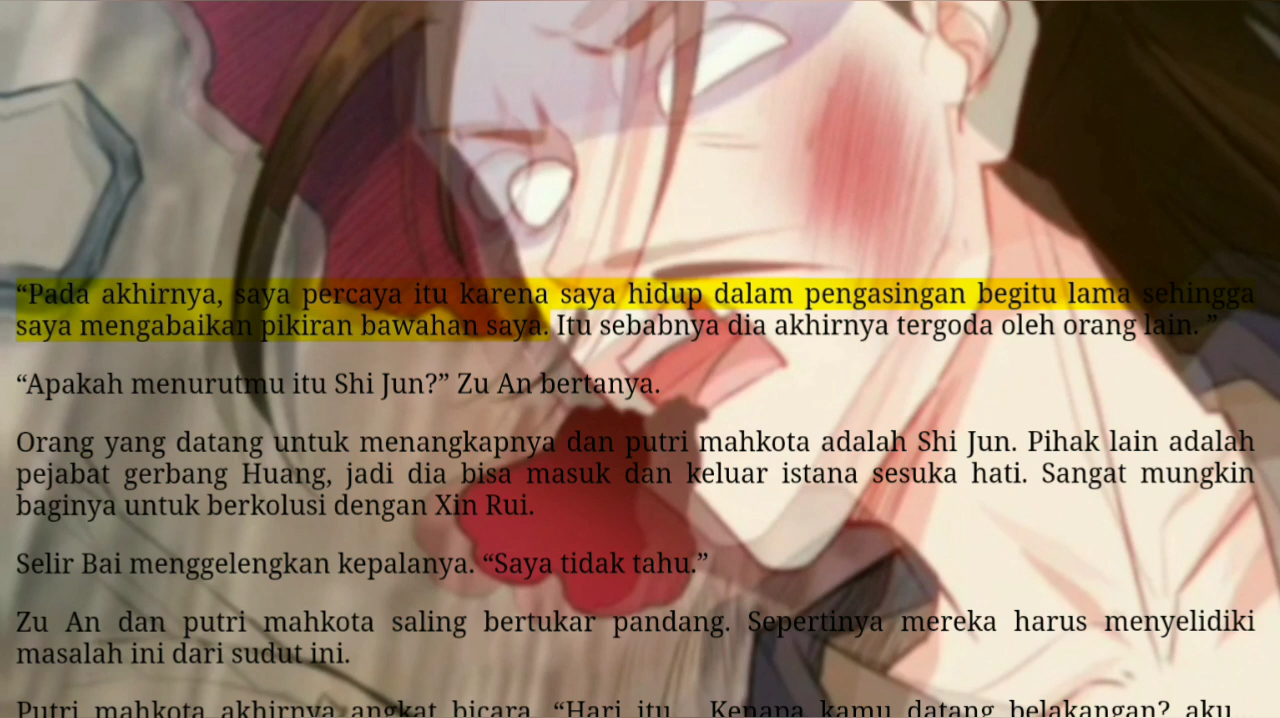 “Pada akhirnya, saya percaya itu karena saya hidup dalam pengasingan begitu lama sehingga
saya mengabaikan pikiran bawahan saya. Itu sebabnya dia akhirnya tergoda oleh orang lain. ”
“Apakah menurutmu itu Shi Jun?” Zu An bertanya.
Orang yang datang untuk menangkapnya dan putri mahkota adalah Shi Jun. Pihak lain adalah
pejabat gerbang Huang, jadi dia bisa masuk dan keluar istana sesuka hati. Sangat mungkin
baginya untuk berkolusi dengan Xin Rui.
Selir Bai menggelengkan kepalanya. “Saya tidak tahu.”
Zu An dan putri mahkota saling bertukar pandang. Sepertinya mereka harus menyelidiki
masalah ini dari sudut ini.
Putri mahkota akhirnya angkat bicara. “Hari itu... Kenapa kamu datang belakangan? aku...